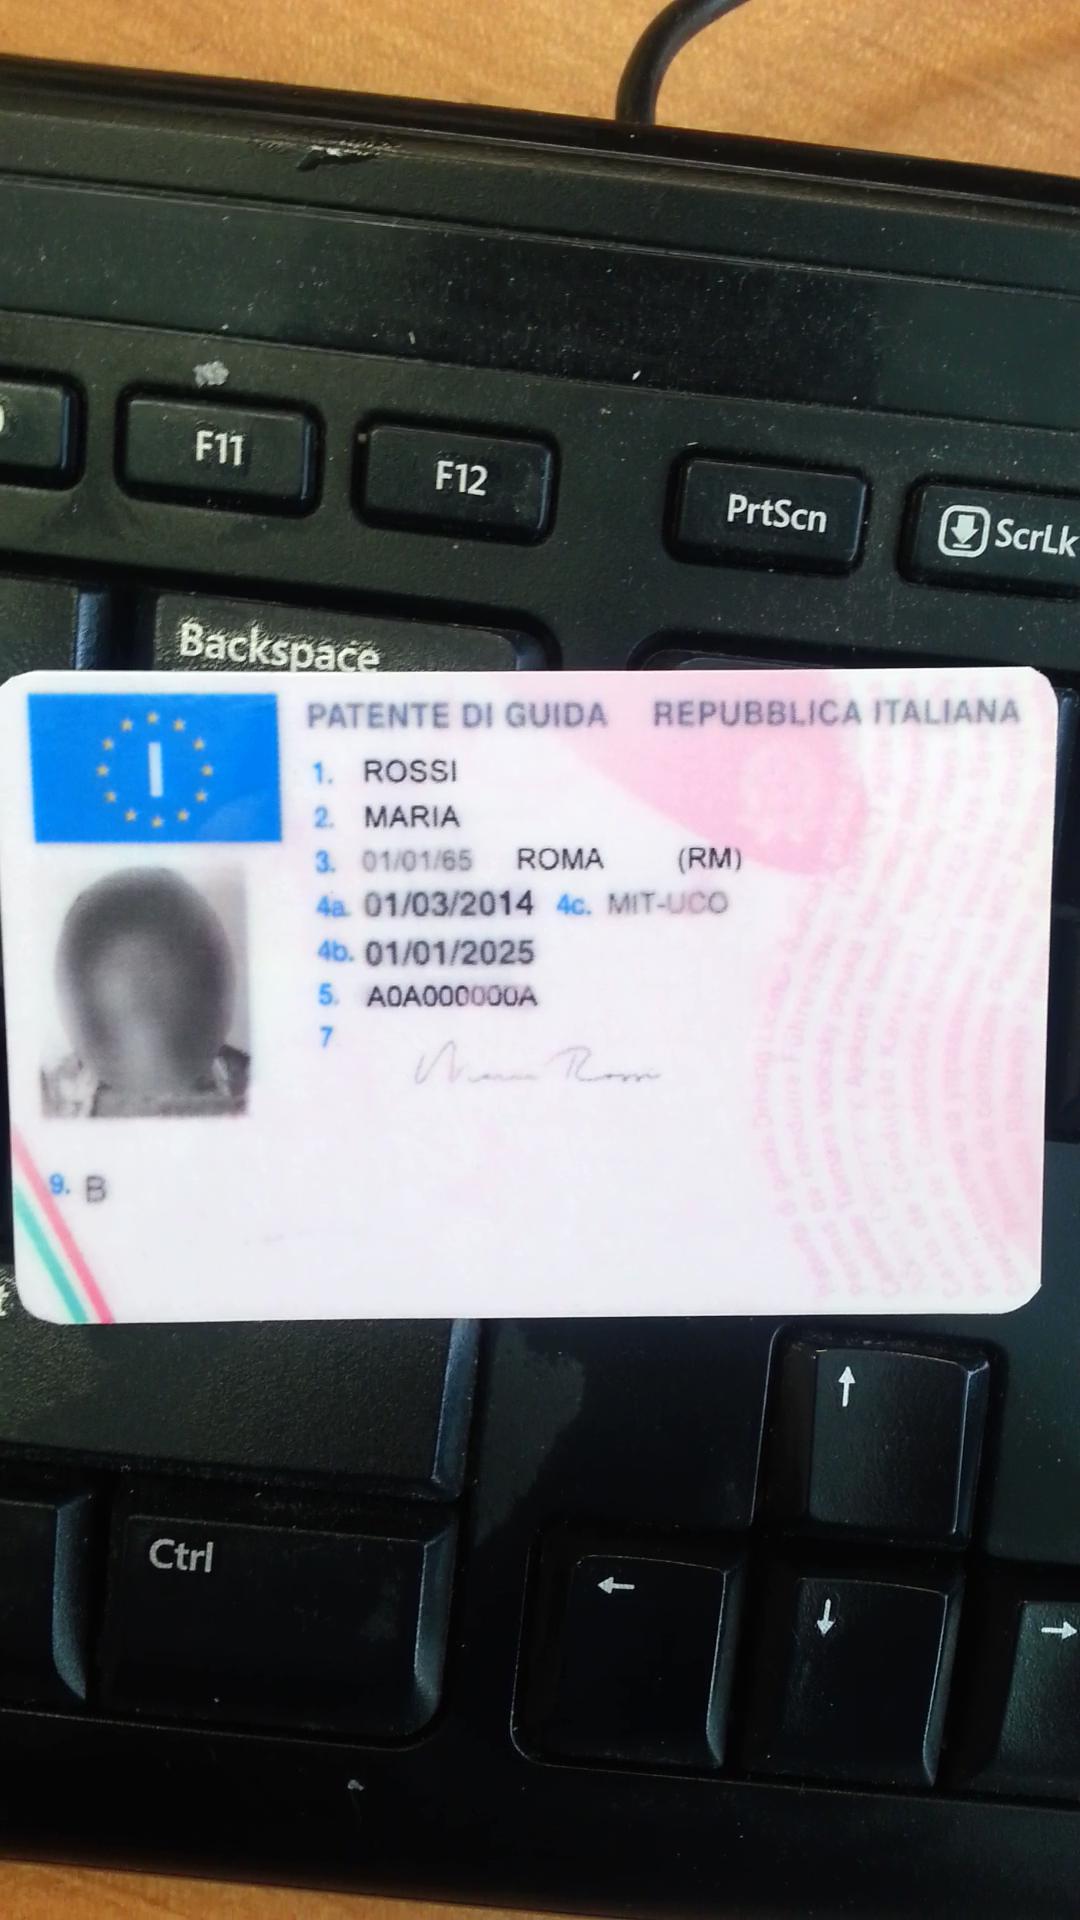 F11
F12
PrtScn
ScrLk
Backspace
I
PATENTE DI GUIDA REPUBBLICA ITALIANA
1. ROSSI
2. MARIA
3. 01/01/65 ROMA (RM)
4a. 01/03/2014 4c. MIT-UCO
4b. 01/01/2025
5. A0A000000A
7
Maria Rossi
9. B
Ctrl